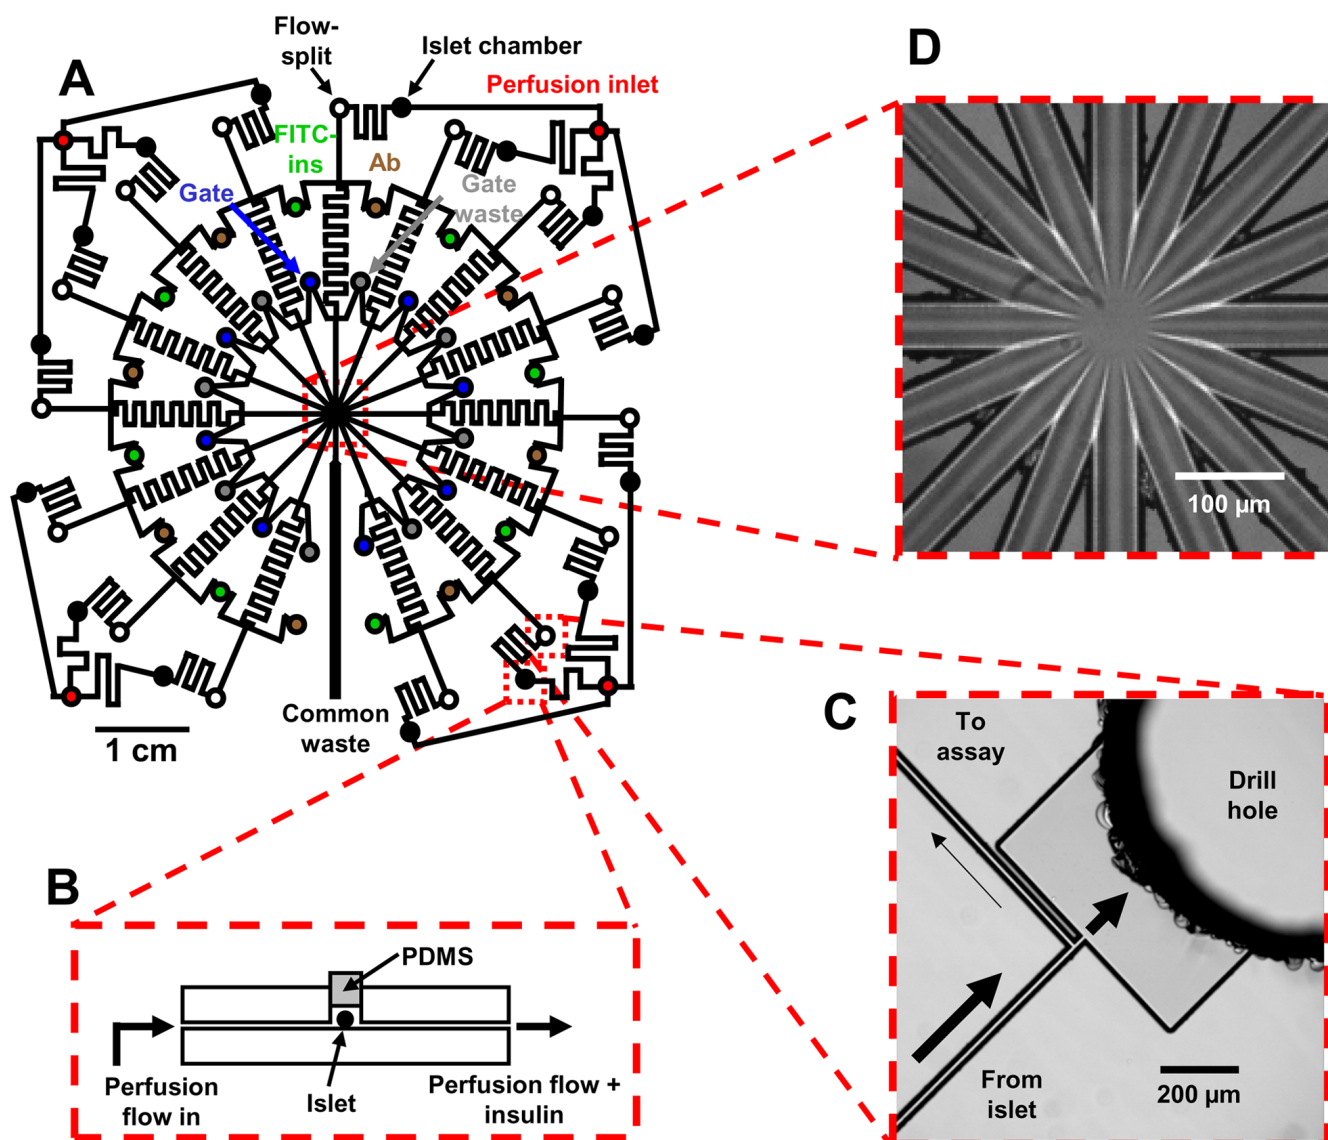 A
Flow-
split
Islet chamber
Perfusion inlet
FITC-
ins
Ab
Gate
Gate
waste
Common
waste
1 cm
D
100 µm
C
To
assay
Drill
hole
From
islet
200 µm
B
PDMS
Perfusion
flow in
Islet
Perfusion flow +
insulin